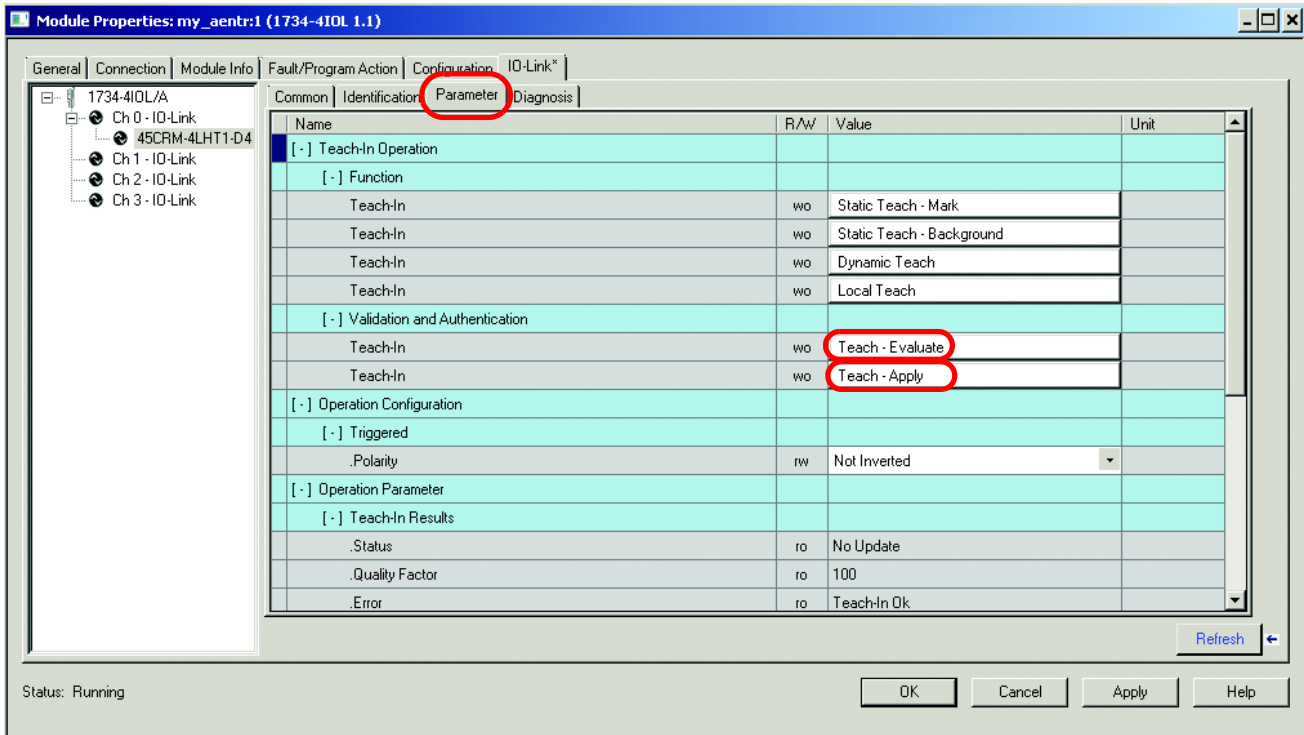 Module Properties: my_aentr:1 (1734-4IOL 1.1)
General Connection Module Info Fault/Program Action Configuration IO-Link*
1734-4IOL/A
Ch 0 - IO-Link
45CRM-4LHT1-D4
Ch 1 - IO-Link
Ch 2 - IO-Link
Ch 3 - IO-Link
Common Identification Parameter Diagnosis
Name R/W Value Unit
[-] Teach-In Operation
[-] Function
Teach-In wo Static Teach - Mark
Teach-In wo Static Teach - Background
Teach-In wo Dynamic Teach
Teach-In wo Local Teach
[-] Validation and Authentication
Teach-In wo Teach - Evaluate
Teach-In wo Teach - Apply
[-] Operation Configuration
[-] Triggered
.Polarity rw Not Inverted
[-] Operation Parameter
[-] Teach-In Results
.Status ro No Update
.Quality Factor ro 100
.Error ro Teach-In Ok
Refresh
Status: Running
OK Cancel Apply Help